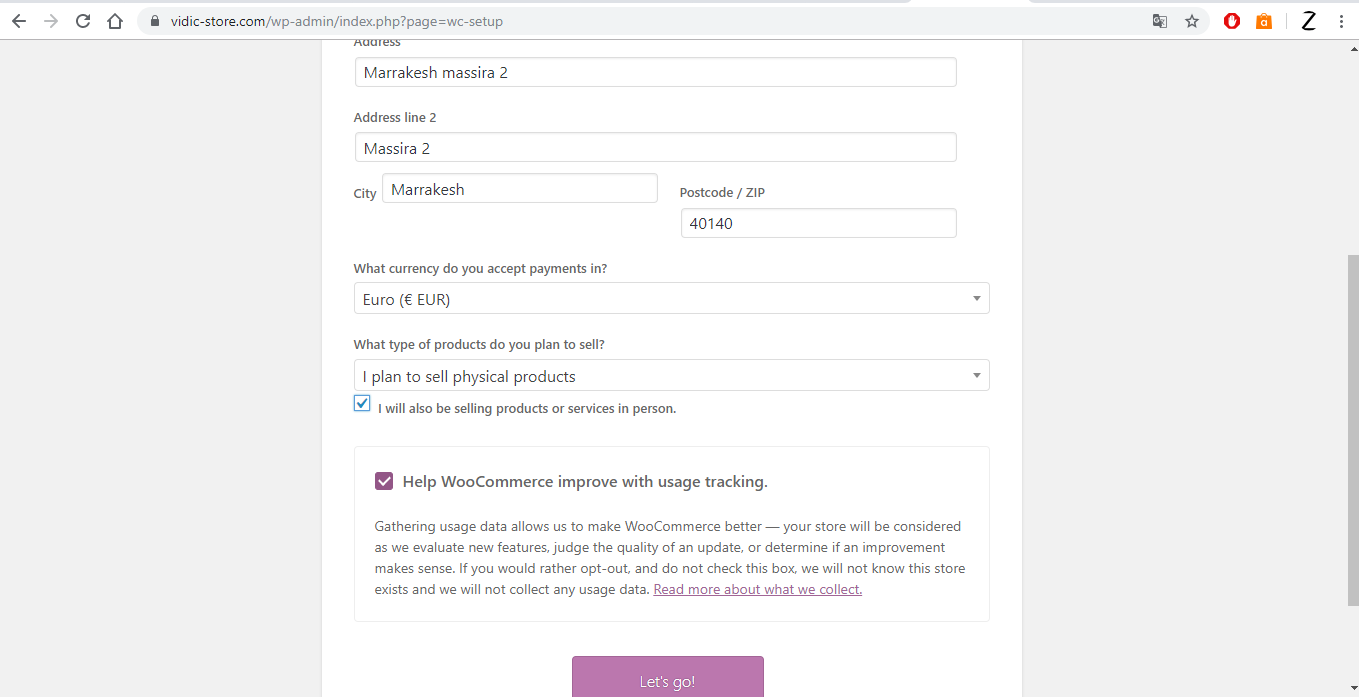 vidic-store.com/wp-admin/index.php?page=wc-setup
Address
Marrakesh massira 2
Address line 2
Massira 2
City
Marrakesh
Postcode / ZIP
40140
What currency do you accept payments in?
Euro (€ EUR)
What type of products do you plan to sell?
I plan to sell physical products
I will also be selling products or services in person.
Help WooCommerce improve with usage tracking.
Gathering usage data allows us to make WooCommerce better — your store will be considered
as we evaluate new features, judge the quality of an update, or determine if an improvement
makes sense. If you would rather opt-out, and do not check this box, we will not know this store
exists and we will not collect any usage data. Read more about what we collect.
Let's go!